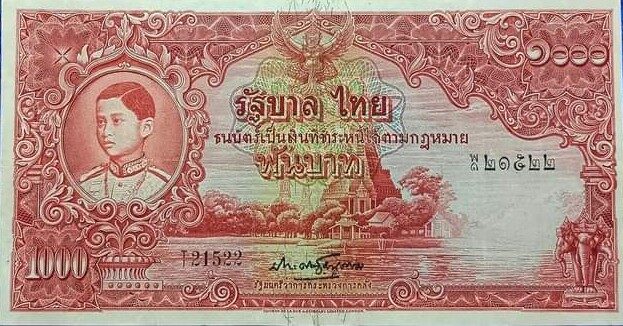 ๑๐๐๐
รัฐบาล ไทย
ธนบัตร์เป็นเงินที่ชำระหนี้ได้ตามกฎหมาย
พันบาท
๒๑๕๒๒
1000
21522
รัฐมนตรีว่าการกระทรวงการคลัง